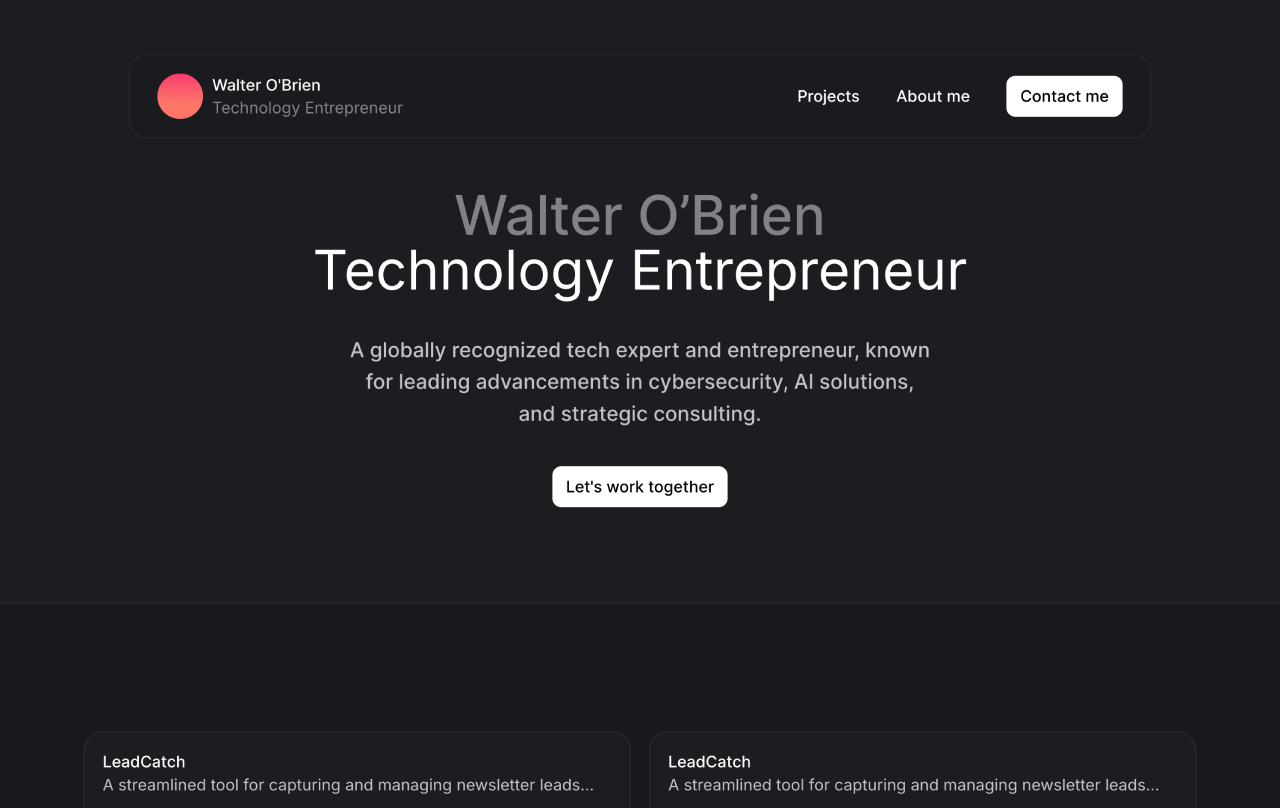 Walter O'Brien
Technology Entrepreneur
Projects
About me
Contact me
Walter O’Brien
Technology Entrepreneur
A globally recognized tech expert and entrepreneur, known
for leading advancements in cybersecurity, AI solutions,
and strategic consulting.
Let's work together
LeadCatch
A streamlined tool for capturing and managing newsletter leads...
LeadCatch
A streamlined tool for capturing and managing newsletter leads...